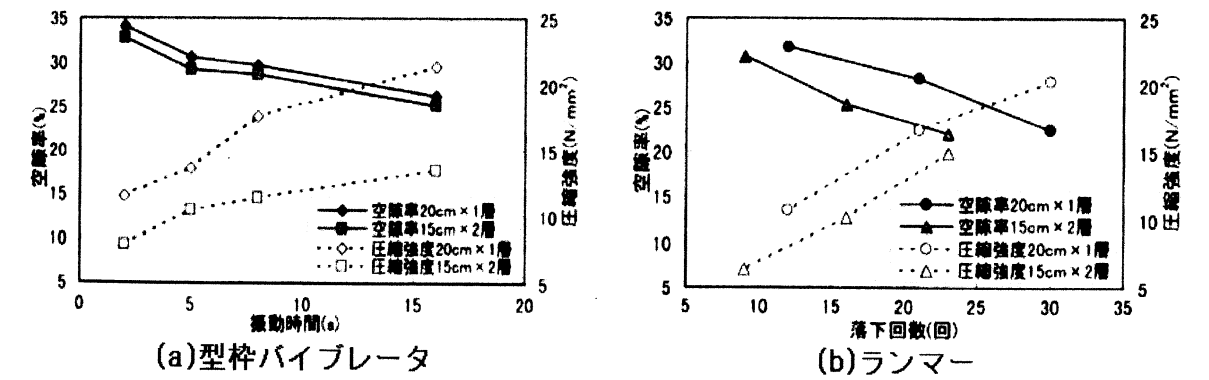 35
30
25
20
15
10
5
空隙率(%)
25
20
15
10
5
圧縮強度(N/mm²)
空隙率20cm×1層
空隙率15cm×2層
圧縮強度20cm×1層
圧縮強度15cm×2層
0 5 10 15 20
振動時間(s)
(a)型枠バイブレータ
35
30
25
20
15
10
5
空隙率(%)
25
20
15
10
5
圧縮強度(N/mm²)
空隙率20cm×1層
空隙率15cm×2層
圧縮強度20cm×1層
圧縮強度15cm×2層
5 10 15 20 25 30 35
落下回数(回)
(b)ランマー